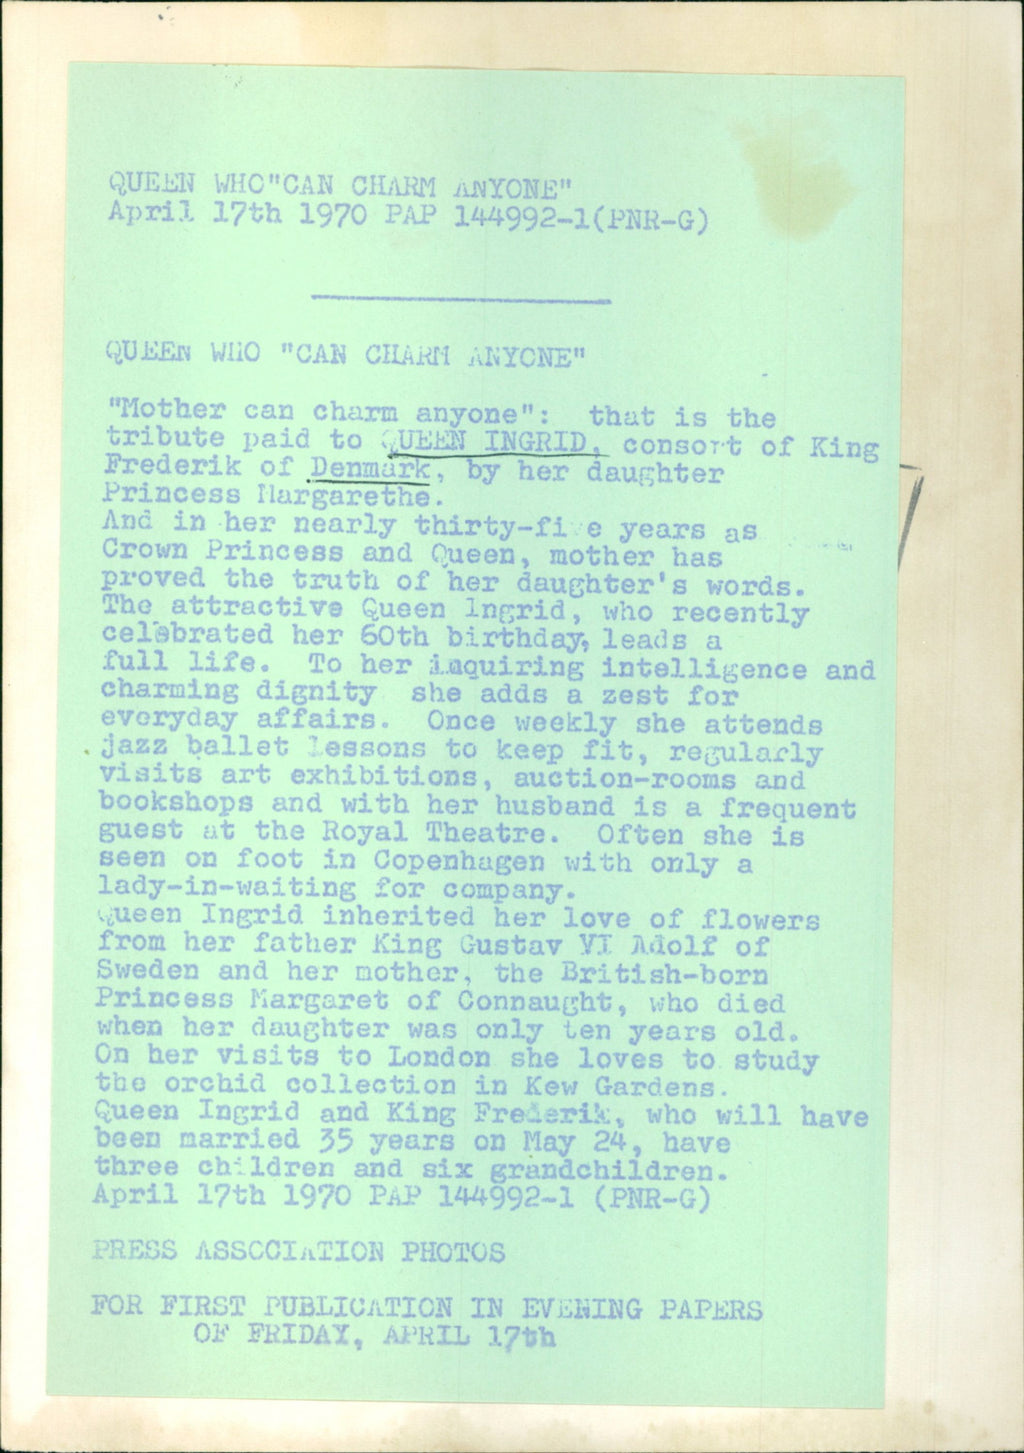 QUEEN WHO"CAN CHARM ANYONE"
April 17th 1970 PAP 144992-1(PNR-G)
QUEEN WHO "CAN CHARM ANYONE"
"Mother can charm anyone": that is the
tribute paid to QUEEN INGRID, consort of King
Frederik of Denmark, by her daughter
Princess Margarethe.
And in her nearly thirty-five years as
Crown Princess and Queen, mother has
proved the truth of her daughter's words.
The attractive Queen Ingrid, who recently
celebrated her 60th birthday, leads a
full life. To her inquiring intelligence and
charming dignity she adds a zest for
everyday affairs. Once weekly she attends
jazz ballet lessons to keep fit, regularly
visits art exhibitions, auction-rooms and
bookshops and with her husband is a frequent
guest at the Royal Theatre. Often she is
seen on foot in Copenhagen with only a
lady-in-waiting for company.
Queen Ingrid inherited her love of flowers
from her father King Gustav VI Adolf of
Sweden and her mother, the British-born
Princess Margaret of Connaught, who died
when her daughter was only ten years old.
On her visits to London she loves to study
the orchid collection in Kew Gardens.
Queen Ingrid and King Frederik, who will have
been married 35 years on May 24, have
three children and six grandchildren.
April 17th 1970 PAP 144992-1 (PNR-G)
PRESS ASSOCIATION PHOTOS
FOR FIRST PUBLICATION IN EVENING PAPERS
OF FRIDAY, APRIL 17th